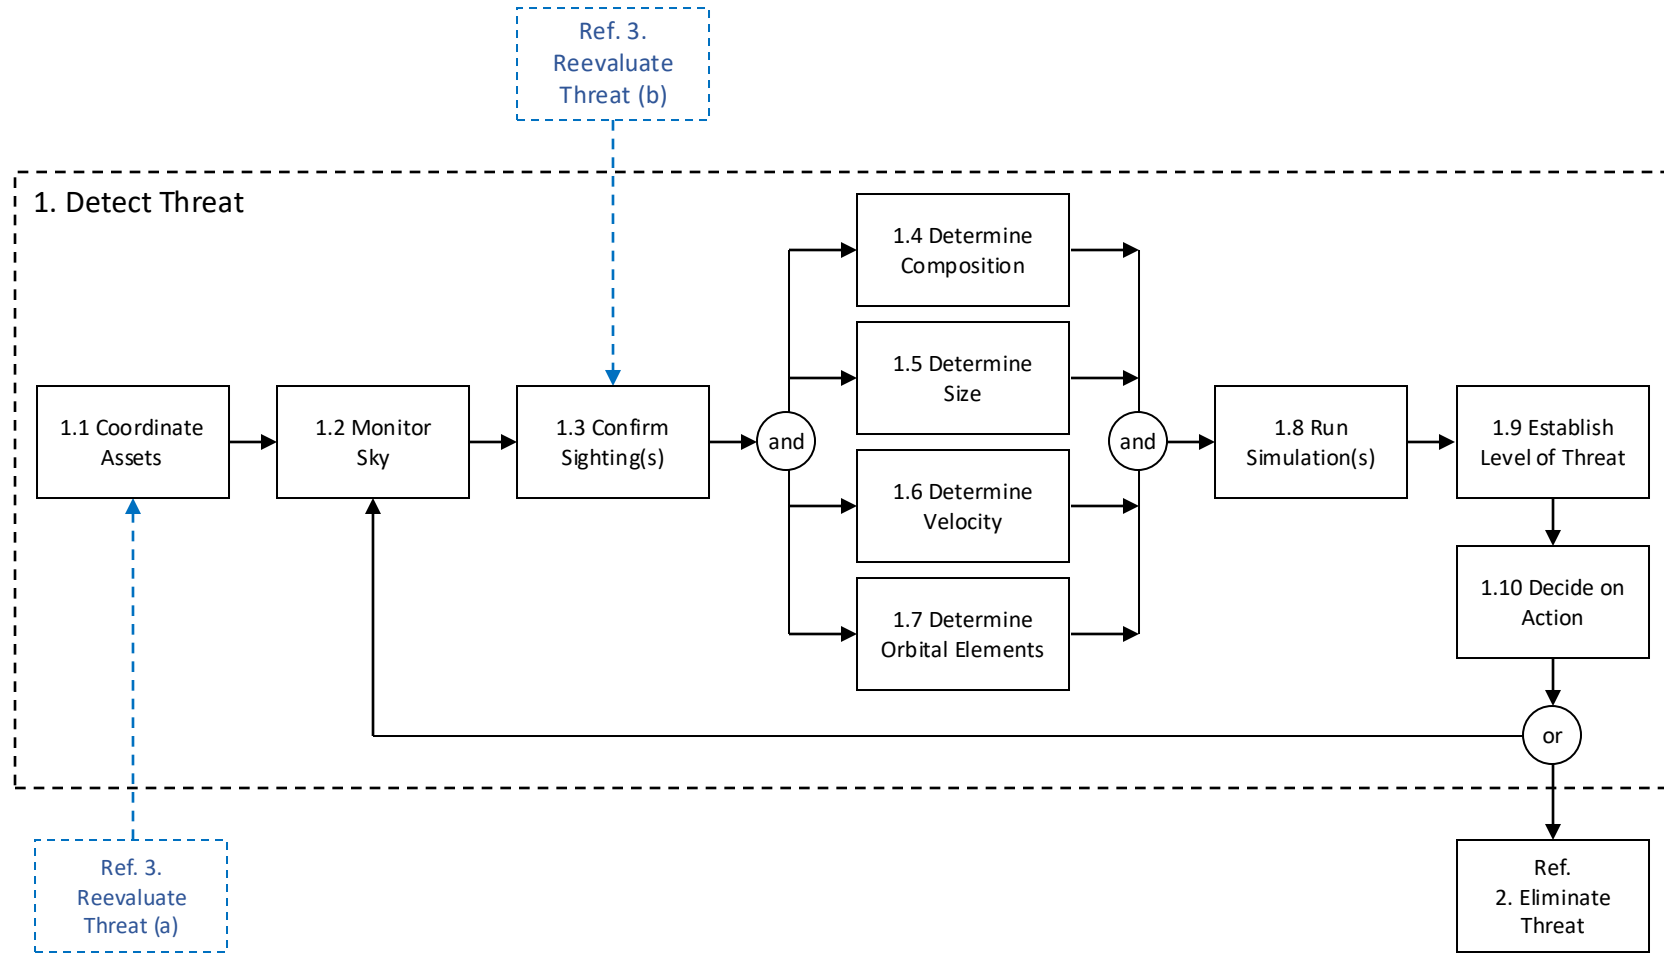 Ref. 3.
Reevaluate
Threat (b)
1. Detect Threat
1.4 Determine
Composition
1.5 Determine
Size
1.1 Coordinate
Assets
1.2 Monitor
Sky
1.3 Confirm
Sighting(s)
and
and
1.8 Run
Simulation(s)
1.9 Establish
Level of Threat
1.6 Determine
Velocity
1.7 Determine
Orbital Elements
1.10 Decide on
Action
or
Ref. 3.
Reevaluate
Threat (a)
Ref.
2. Eliminate
Threat